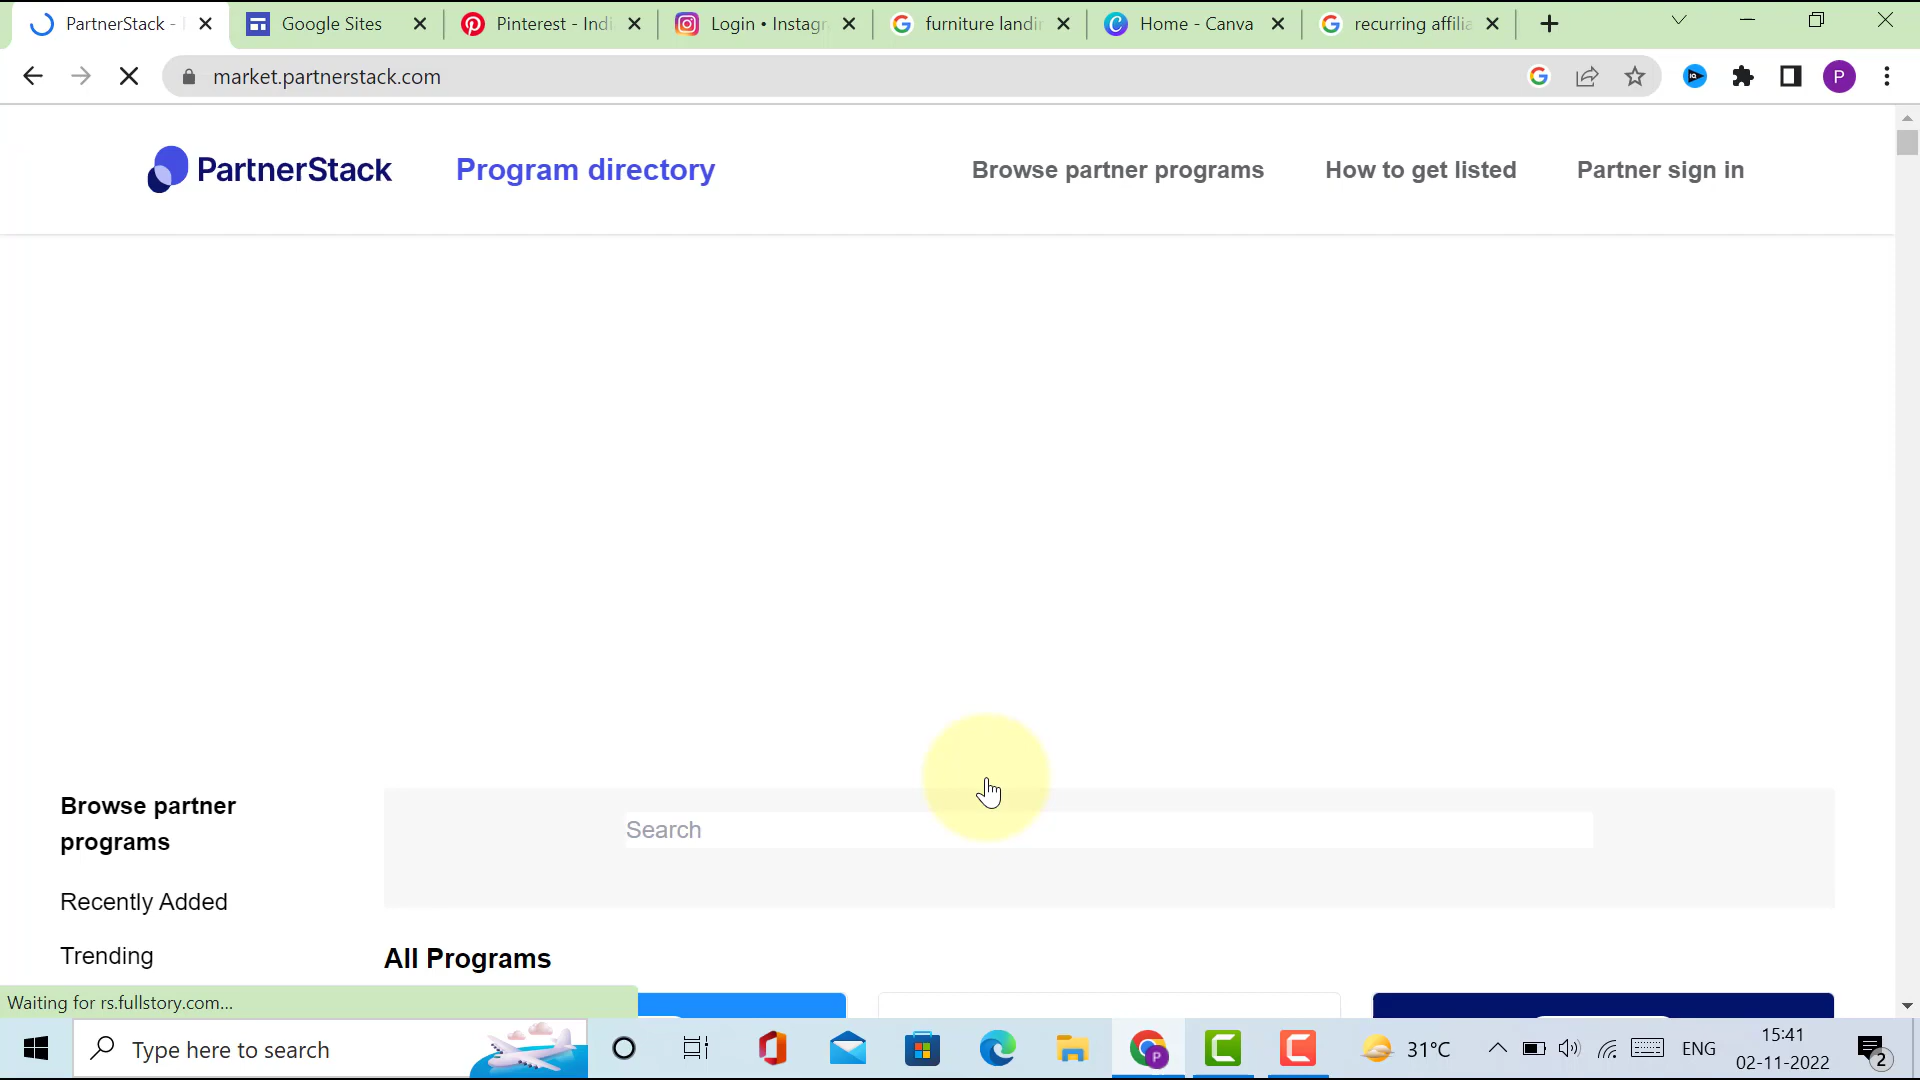 PartnerStack -
Google Sites
Pinterest - Indi
Login • Instagr
furniture landin
Home - Canva
recurring affilia
market.partnerstack.com
P
PartnerStack
Program directory
Browse partner programs
How to get listed
Partner sign in
Browse partner
programs
Search
Recently Added
Trending
All Programs
Waiting for rs.fullstory.com...
Type here to search
P
31°C
ENG
15:41
02-11-2022
2